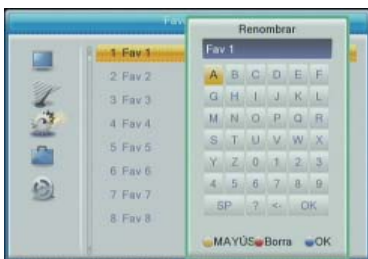 Fav
Renombrar
1 Fav 1
2 Fav 2
3 Fav 3
4 Fav 4
5 Fav 5
6 Fav 6
7 Fav 7
8 Fav 8
Fav 1
A B C D E F
G H I J K L
M N O P Q R
S T U V W X
Y Z 0 1 2 3
4 5 6 7 8 9
SP ? <- OK
MAYÚS Borra OK